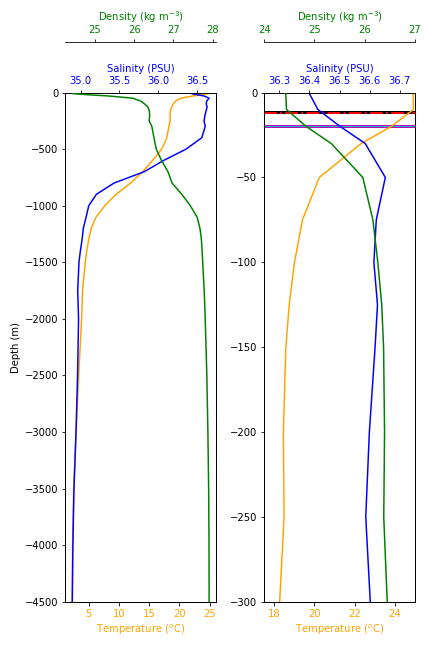 Density (kg m⁻³)
25 26 27 28
Salinity (PSU)
35.0 35.5 36.0 36.5
0
−500
−1000
−1500
−2000
−2500
−3000
−3500
−4000
−4500
Depth (m)
5 10 15 20 25
Temperature (°C)
Density (kg m⁻³)
24 25 26 27
Salinity (PSU)
36.3 36.4 36.5 36.6 36.7
0
−50
−100
−150
−200
−250
−300
18 20 22 24
Temperature (°C)